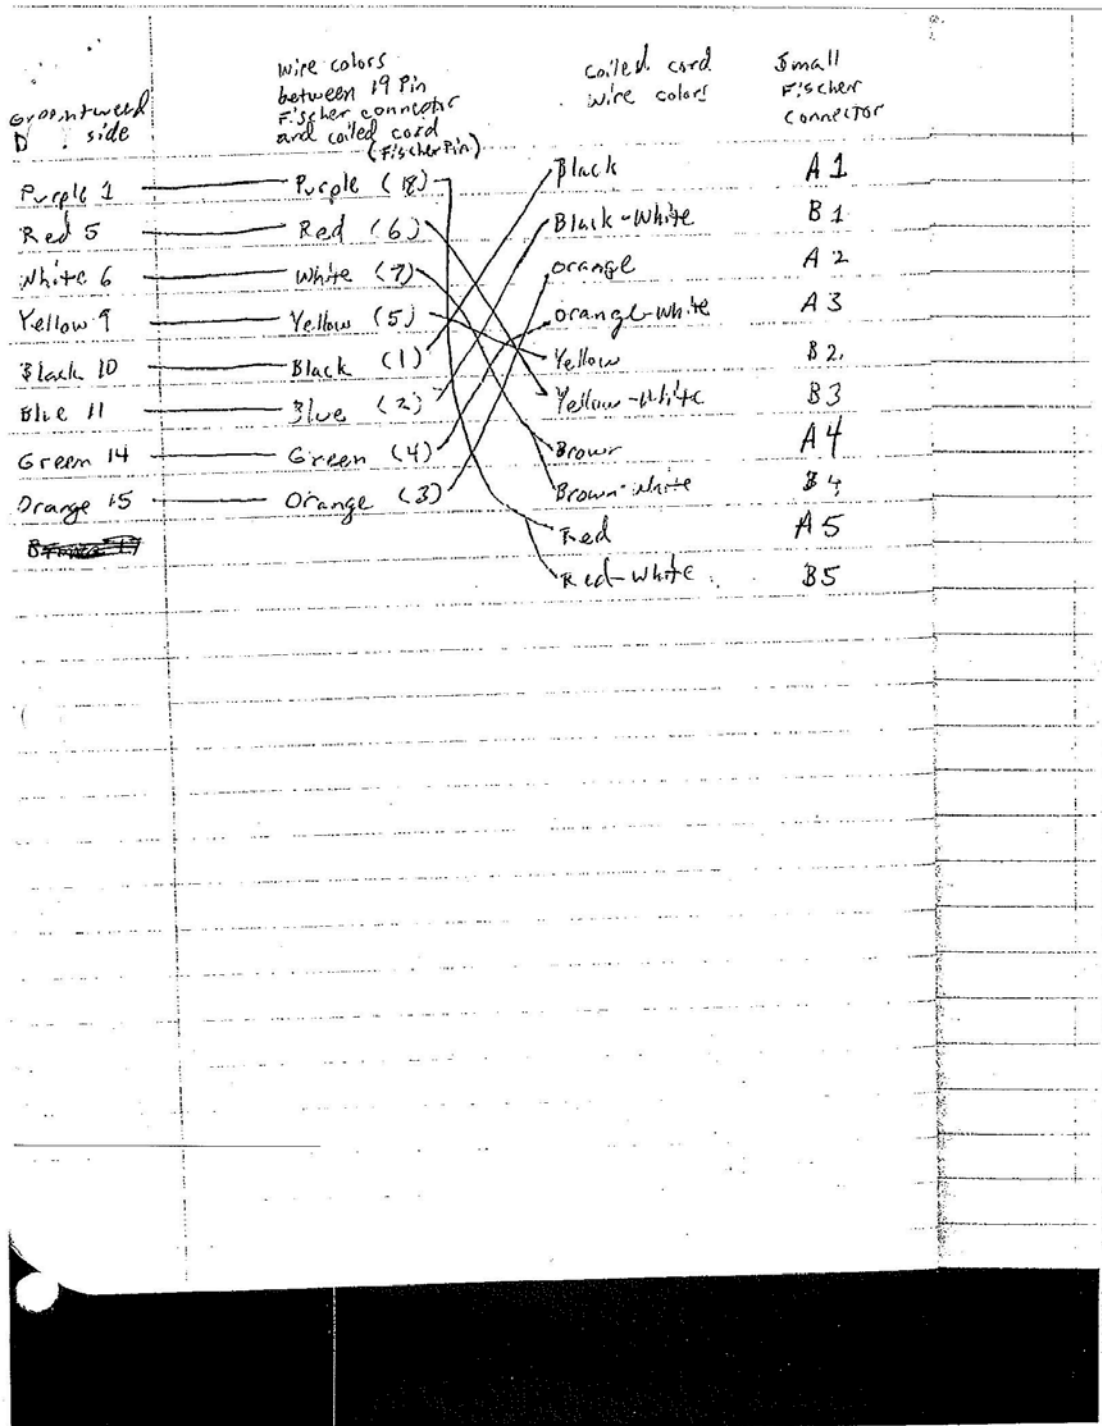 wire colors
between 19 Pin
Fischer connector
and coiled cord
(Fischer Pin)
coiled cord
wire colors
Small
Fischer
Connector
D side
Purple 1 Purple (18) Black A1
Red 5 Red (6) Black-White B1
White 6 White (7) orange A2
Yellow 9 Yellow (5) orange-white A3
Black 10 Black (1) Yellow B2
Blue 11 Blue (2) Yellow-White B3
Green 14 Green (4) Brown A4
Orange 15 Orange (3) Brown-White B4
Red A5
Red-White B5